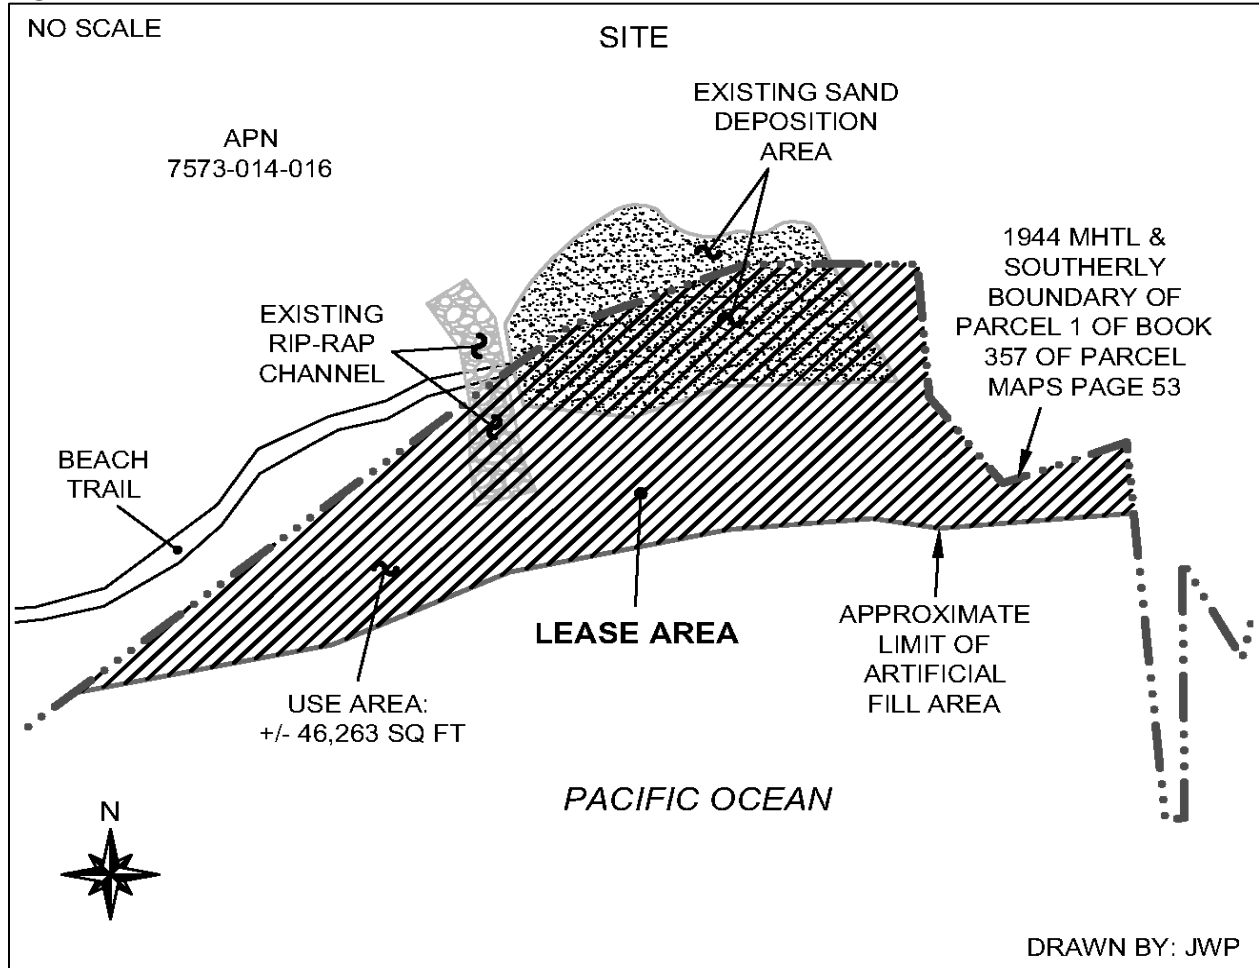 NO SCALE
SITE
EXISTING SAND
DEPOSITION
AREA
APN
7573-014-016
1944 MHTL &
SOUTHERLY
BOUNDARY OF
PARCEL 1 OF BOOK
357 OF PARCEL
MAPS PAGE 53
EXISTING
RIP-RAP
CHANNEL
BEACH
TRAIL
LEASE AREA
APPROXIMATE
LIMIT OF
ARTIFICIAL
FILL AREA
USE AREA:
+/- 46,263 SQ FT
PACIFIC OCEAN
N
DRAWN BY: JWP